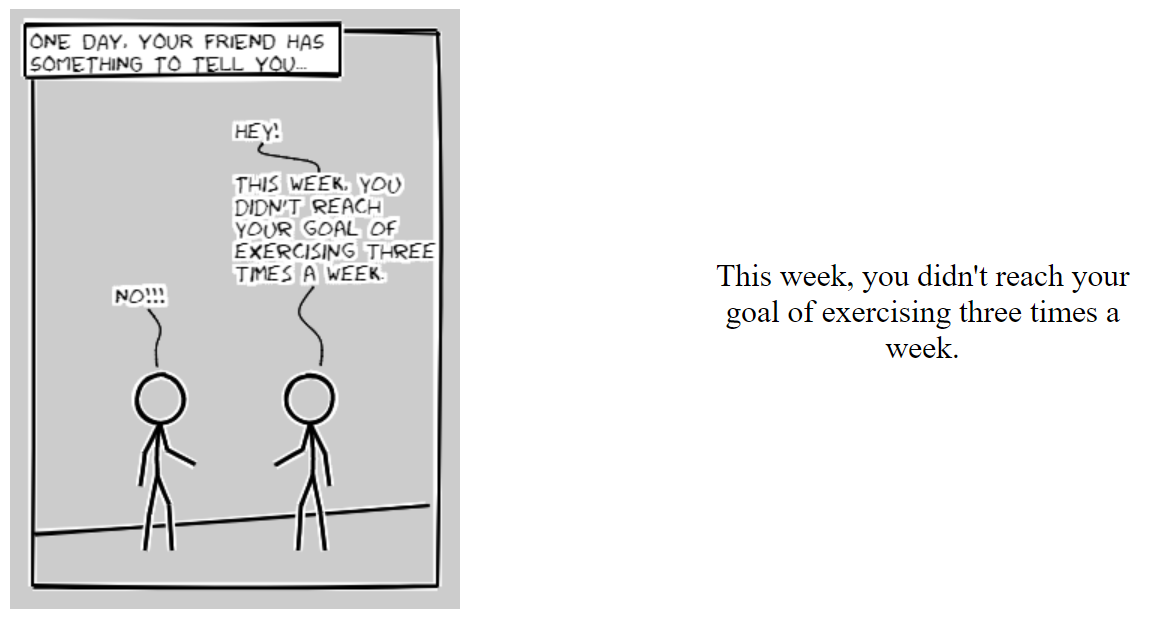 ONE DAY, YOUR FRIEND HAS
SOMETHING TO TELL YOU...
HEY!
THIS WEEK, YOU
DIDN'T REACH
YOUR GOAL OF
EXERCISING THREE
TIMES A WEEK.
NO!!!
This week, you didn't reach your
goal of exercising three times a
week.